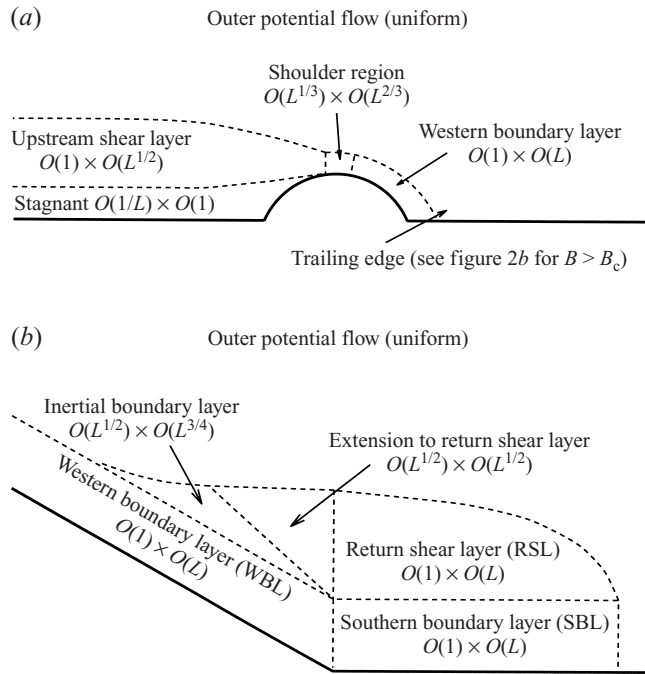 (a)
Outer potential flow (uniform)
Shoulder region
O(L^{1/3}) × O(L^{2/3})
Upstream shear layer
O(1) × O(L^{1/2})
Western boundary layer
O(1) × O(L)
Stagnant O(1/L) × O(1)
Trailing edge (see figure 2b for B > B_c)
(b)
Outer potential flow (uniform)
Inertial boundary layer
O(L^{1/2}) × O(L^{3/4})
Extension to return shear layer
O(L^{1/2}) × O(L^{1/2})
Western boundary layer (WBL)
O(1) × O(L)
Return shear layer (RSL)
O(1) × O(L)
Southern boundary layer (SBL)
O(1) × O(L)